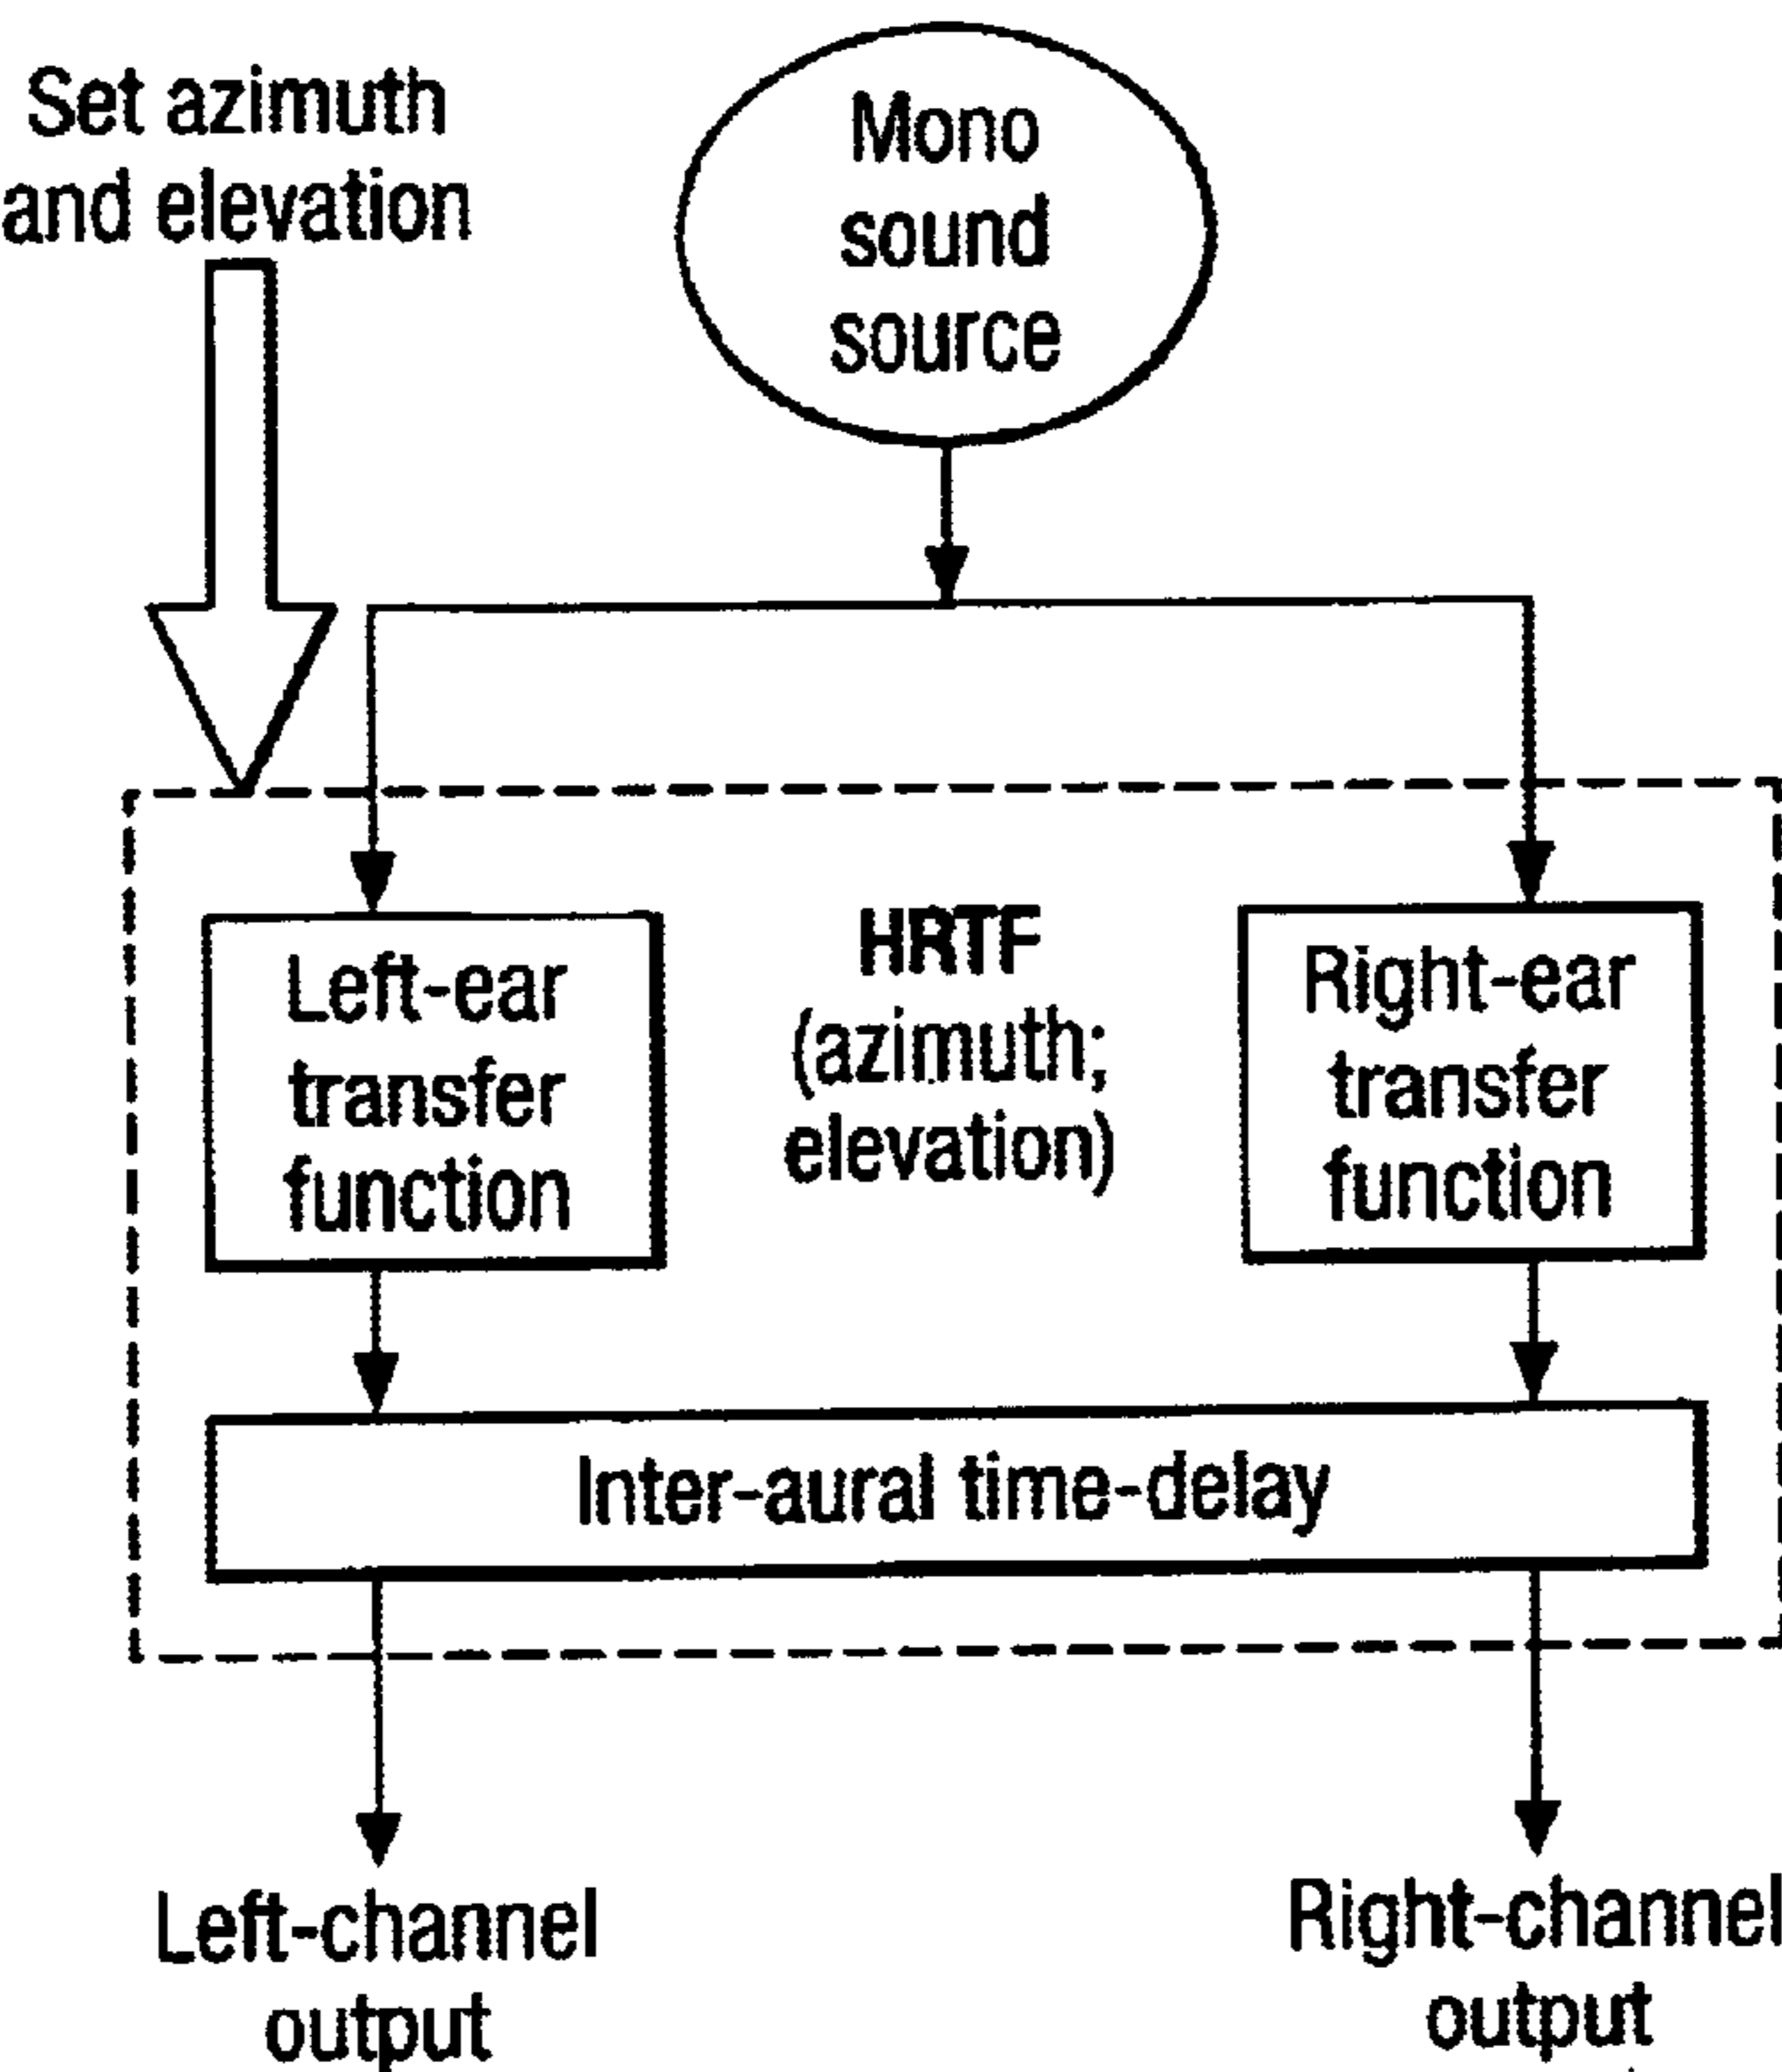 Set azimuth
and elevation
Mono
sound
source
Left-ear
transfer
function
HRTF
(azimuth;
elevation)
Right-ear
transfer
function
Inter-aural time-delay
Left-channel
output
Right-channel
output